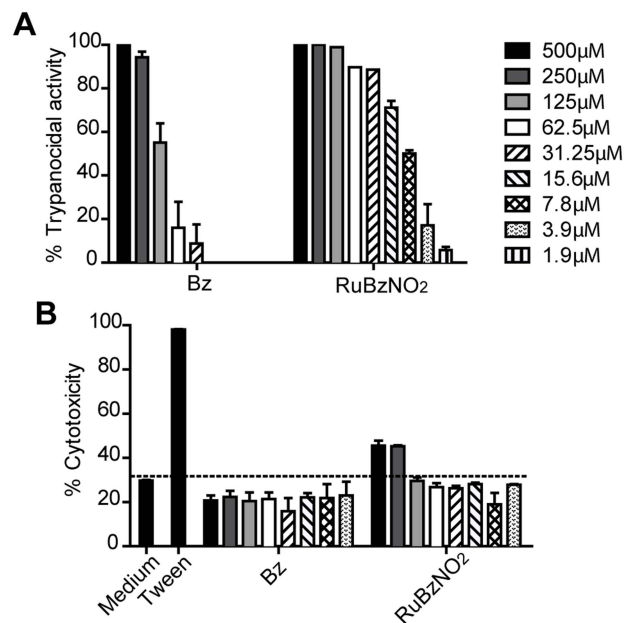 A
100
80
60
40
20
0
% Trypanocidal activity
Bz
RuBzNO2
500µM
250µM
125µM
62.5µM
31.25µM
15.6µM
7.8µM
3.9µM
1.9µM
B
100
80
60
40
20
0
% Cytotoxicity
Medium
Tween
Bz
RuBzNO2